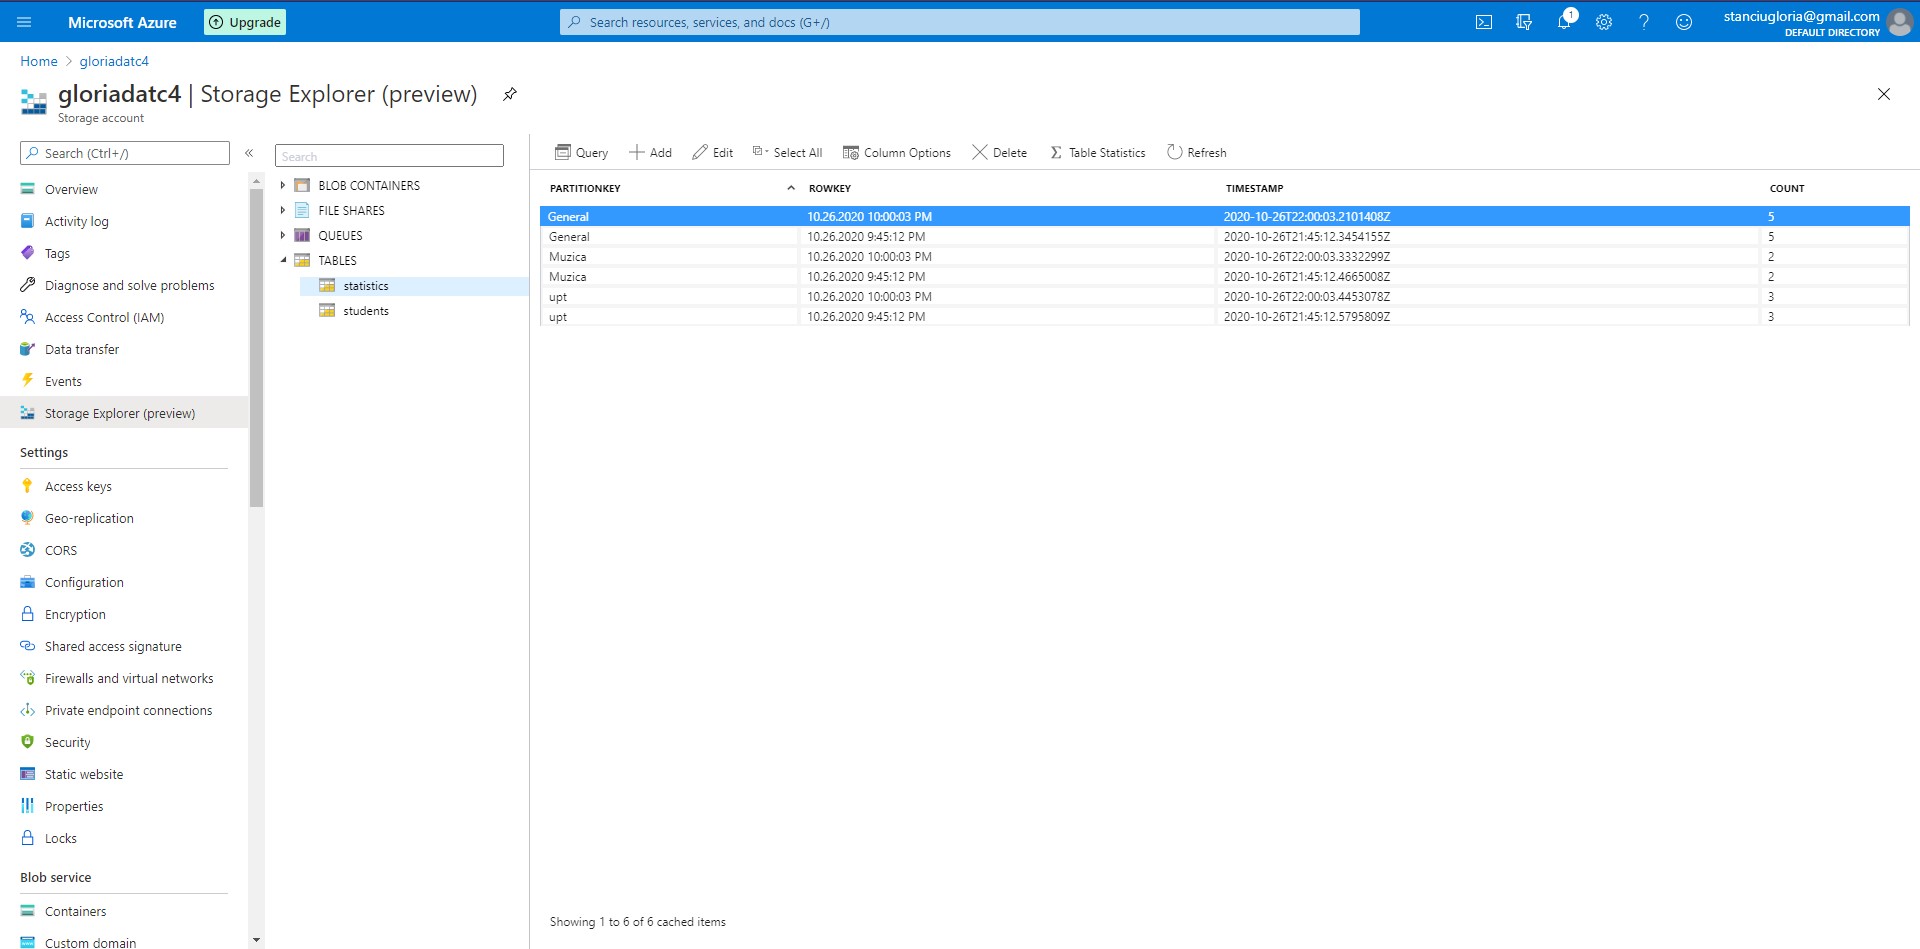 Microsoft Azure
Upgrade
Search resources, services, and docs (G+/)
1
stanciugloria@gmail.com
DEFAULT DIRECTORY
Home > gloriadatc4
gloriadatc4 | Storage Explorer (preview)
Storage account
Search (Ctrl+/)
«
Overview
Activity log
Tags
Diagnose and solve problems
Access Control (IAM)
Data transfer
Events
Storage Explorer (preview)
Settings
Access keys
Geo-replication
CORS
Configuration
Encryption
Shared access signature
Firewalls and virtual networks
Private endpoint connections
Security
Static website
Properties
Locks
Blob service
Containers
Custom domain
Search
BLOB CONTAINERS
FILE SHARES
QUEUES
TABLES
statistics
students
Query Add Edit Select All Column Options Delete Table Statistics Refresh
PARTITIONKEY ROWKEY TIMESTAMP COUNT
General 10.26.2020 10:00:03 PM 2020-10-26T22:00:03.2101408Z 5
General 10.26.2020 9:45:12 PM 2020-10-26T21:45:12.3454155Z 5
Muzica 10.26.2020 10:00:03 PM 2020-10-26T22:00:03.3332299Z 2
Muzica 10.26.2020 9:45:12 PM 2020-10-26T21:45:12.4665008Z 2
upt 10.26.2020 10:00:03 PM 2020-10-26T22:00:03.4453078Z 3
upt 10.26.2020 9:45:12 PM 2020-10-26T21:45:12.5795809Z 3
Showing 1 to 6 of 6 cached items